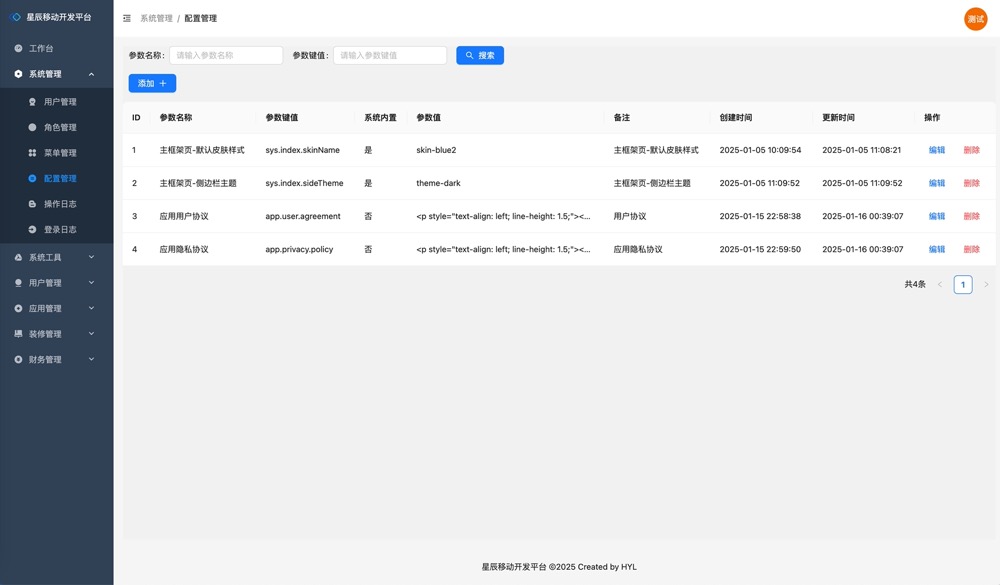 星辰移动开发平台
系统管理 / 配置管理
测试
工作台
系统管理
用户管理
角色管理
菜单管理
配置管理
操作日志
登录日志
系统工具
用户管理
应用管理
装修管理
财务管理
参数名称: 请输入参数名称 参数键值: 请输入参数键值 搜索
添加 +
ID 参数名称 参数键值 系统内置 参数值 备注 创建时间 更新时间 操作
1 主框架页-默认皮肤样式 sys.index.skinName 是 skin-blue2 主框架页-默认皮肤样式 2025-01-05 10:09:54 2025-01-05 11:08:21 编辑 删除
2 主框架页-侧边栏主题 sys.index.sideTheme 是 theme-dark 主框架页-侧边栏主题 2025-01-05 11:09:52 2025-01-05 11:09:52 编辑 删除
3 应用用户协议 app.user.agreement 否 <p style="text-align: left; line-height: 1.5;"><... 用户协议 2025-01-15 22:58:38 2025-01-16 00:39:07 编辑 删除
4 应用隐私协议 app.privacy.policy 否 <p style="text-align: left; line-height: 1.5;"><... 应用隐私协议 2025-01-15 22:59:50 2025-01-16 00:39:07 编辑 删除
共4条 < 1 >
星辰移动开发平台 ©2025 Created by HYL